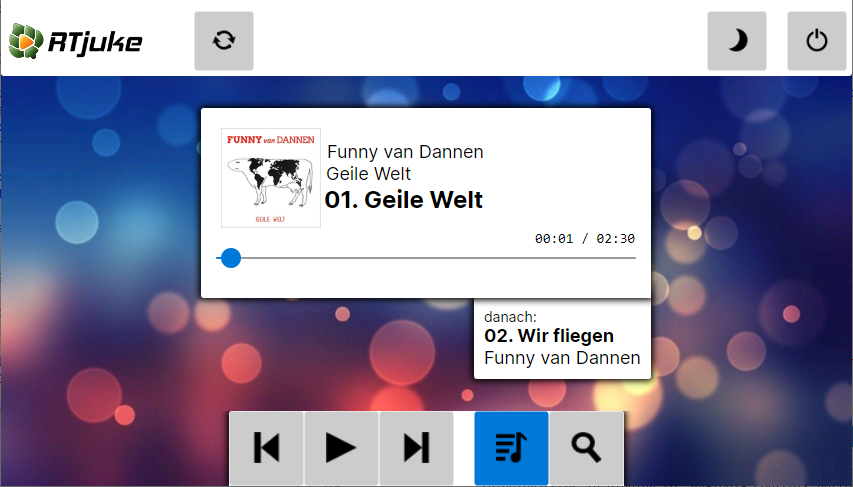 RTjuke
FUNNY van DANNEN
GEILE WELT
Funny van Dannen
Geile Welt
01. Geile Welt
00:01 / 02:30
danach:
02. Wir fliegen
Funny van Dannen